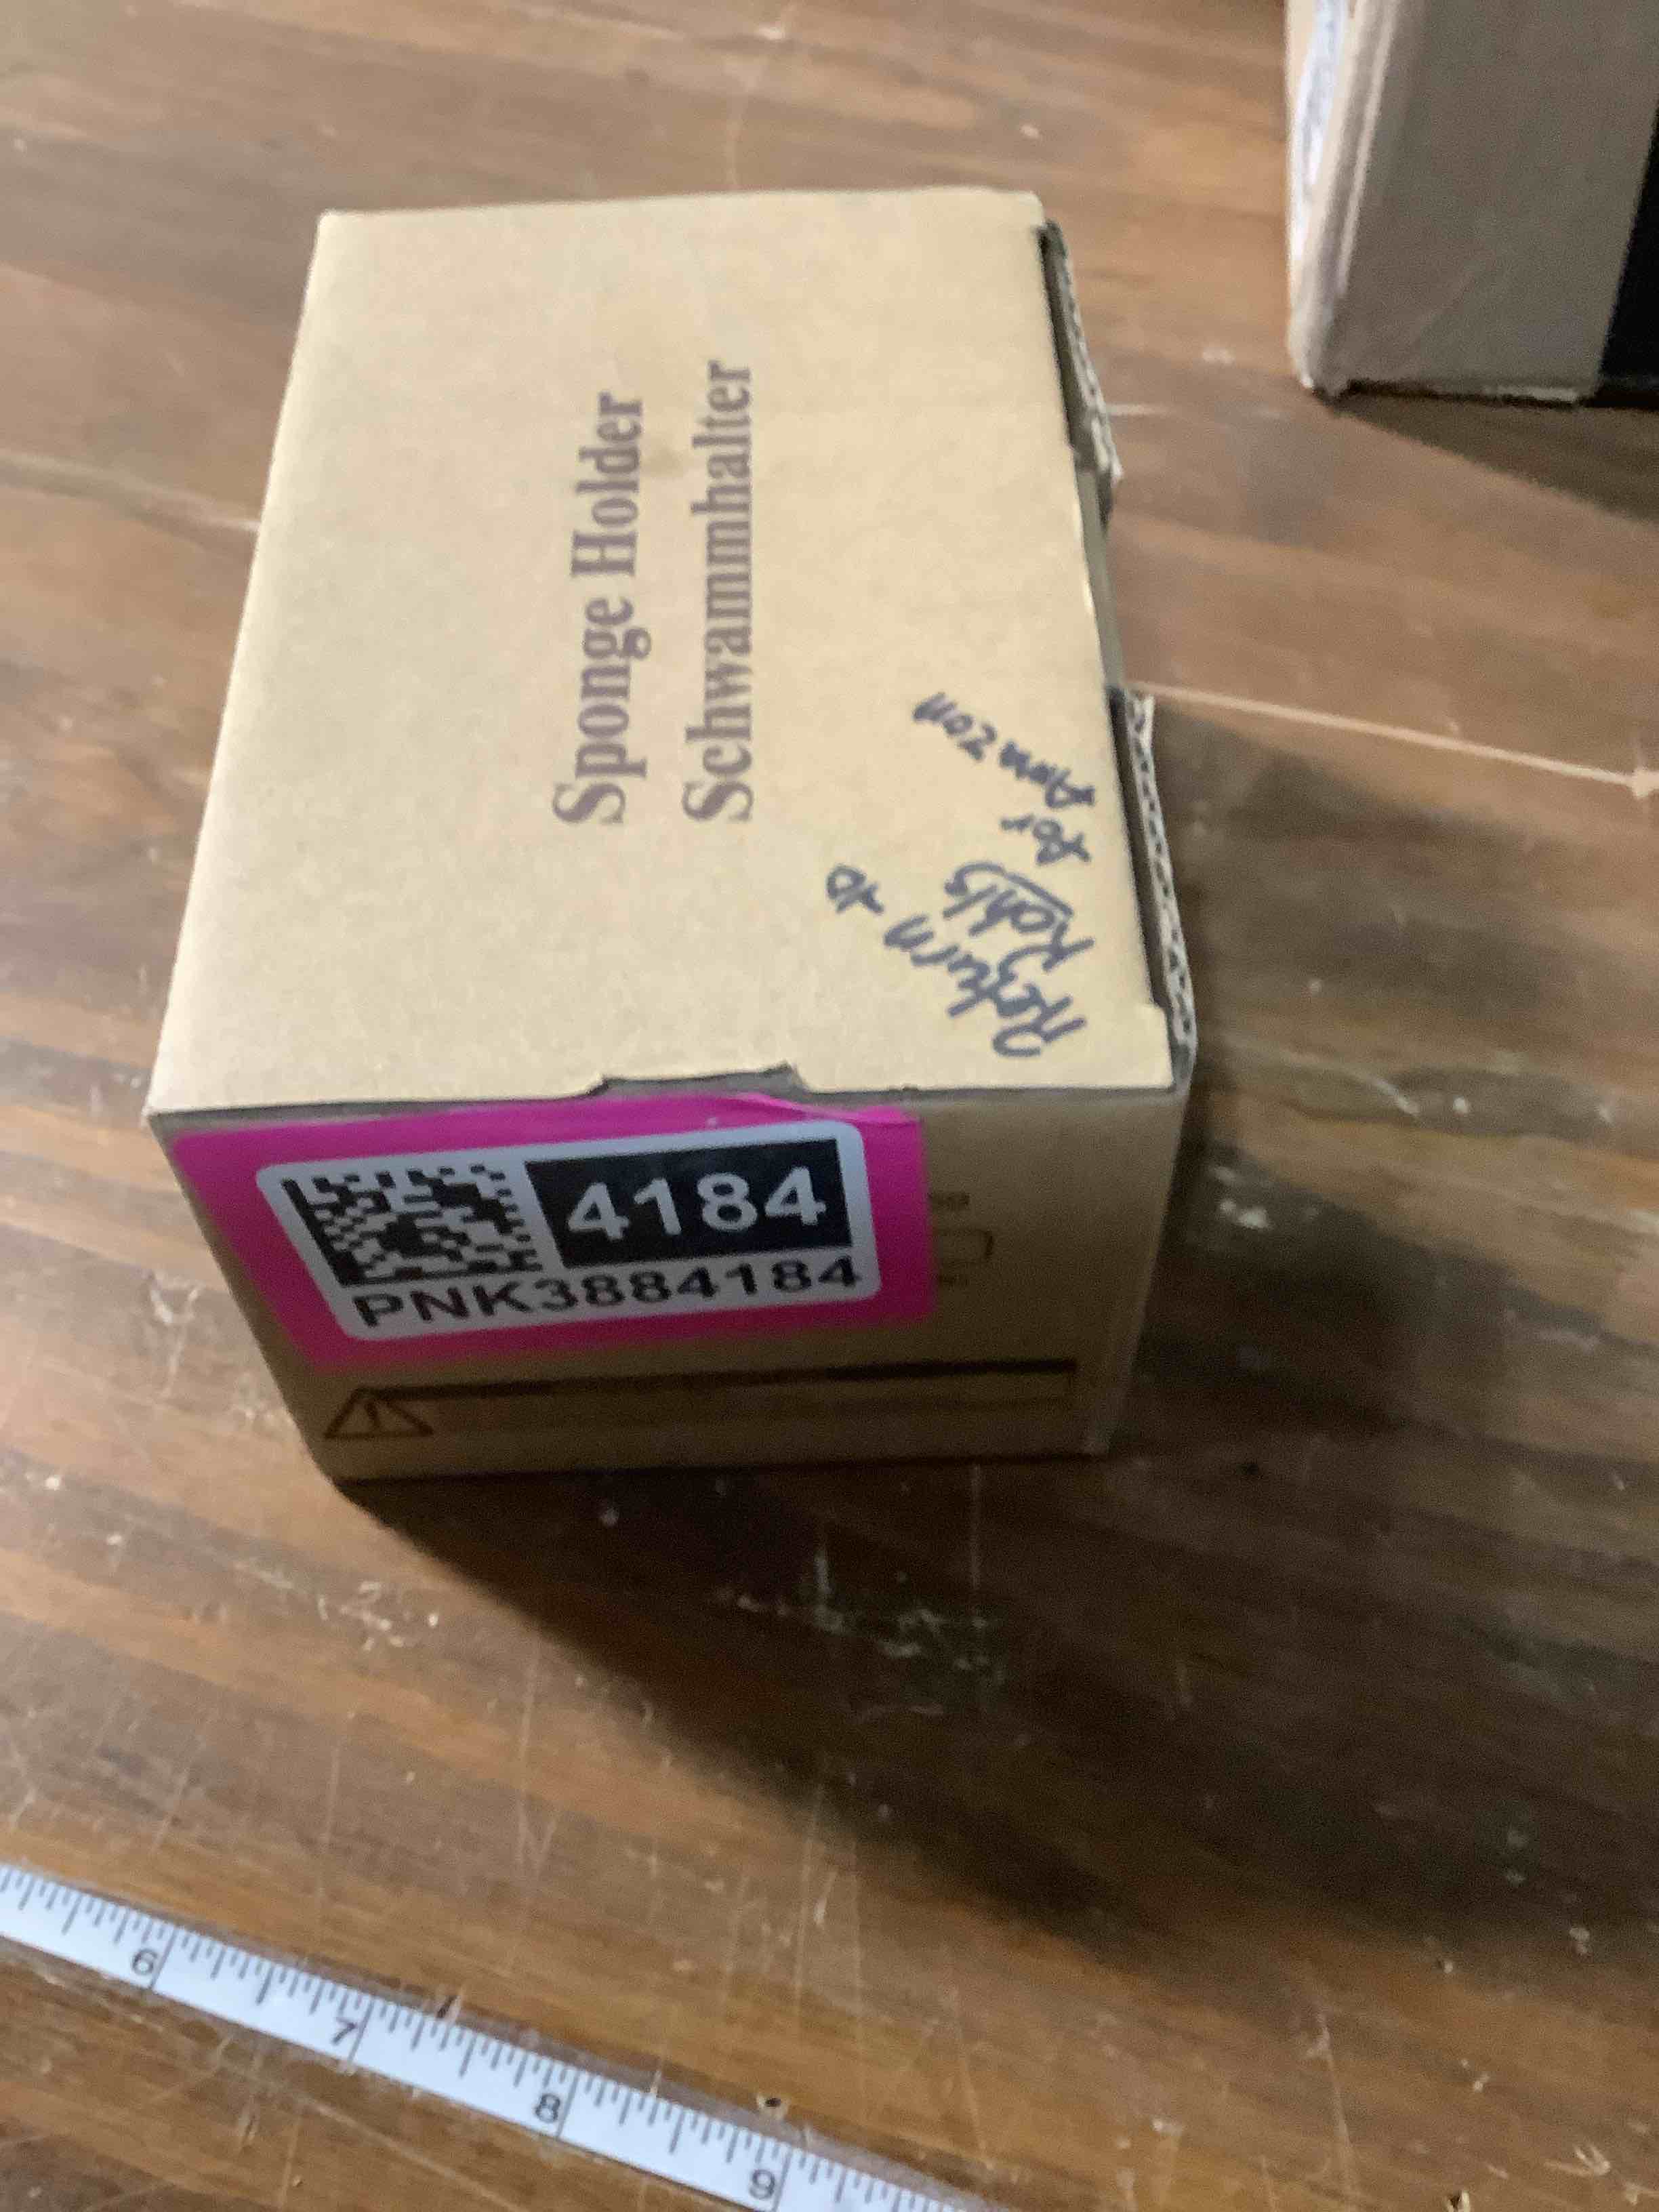 Sponge Holder
Schwammhalter
Return to
Kohls
for
Amazon
4184
PNK3884184
6
7
8
9